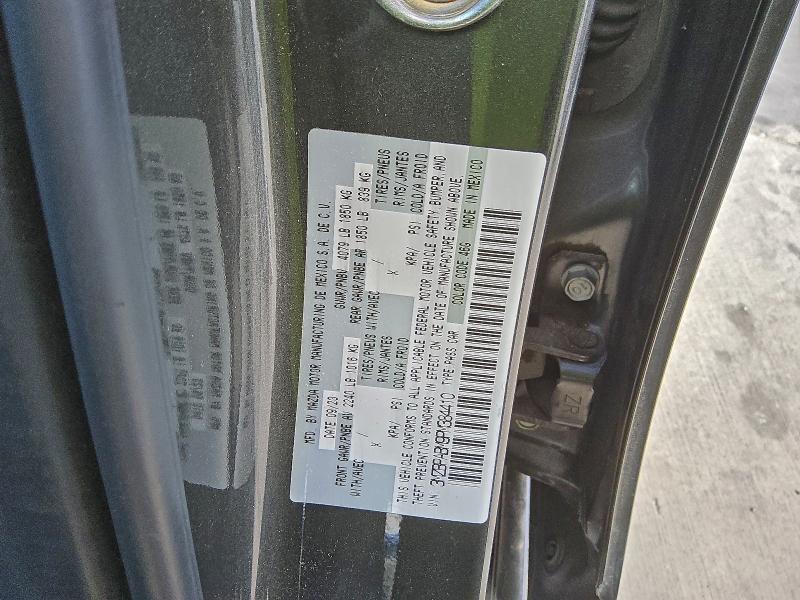 MFD BY MAZDA MOTOR MANUFACTURING DE MEXICO S.A. DE C.V.
DATE 09/23 GVWR/PNBV 4079 LB 1850 KG
FRONT GAWR/PNBE AV 2240 LB 1016 KG REAR GAWR/PNBE AR 1850 LB 839 KG
WITH/AVEC TIRES/PNEUS WITH/AVEC TIRES/PNEUS
x / RIMS/JANTES x / RIMS/JANTES
KPA/ PSI COLD/A FROID KPA/ PSI COLD/A FROID
THIS VEHICLE CONFORMS TO ALL APPLICABLE FEDERAL MOTOR VEHICLE SAFETY BUMPER, AND
THEFT PREVENTION STANDARDS IN EFFECT ON THE DATE OF MANUFACTURE SHOWN ABOVE.
V.I.N 3MZBPABM9PM384410 TYPE PASS CAR COLOR CODE 46G MADE IN MEXICO
ZR